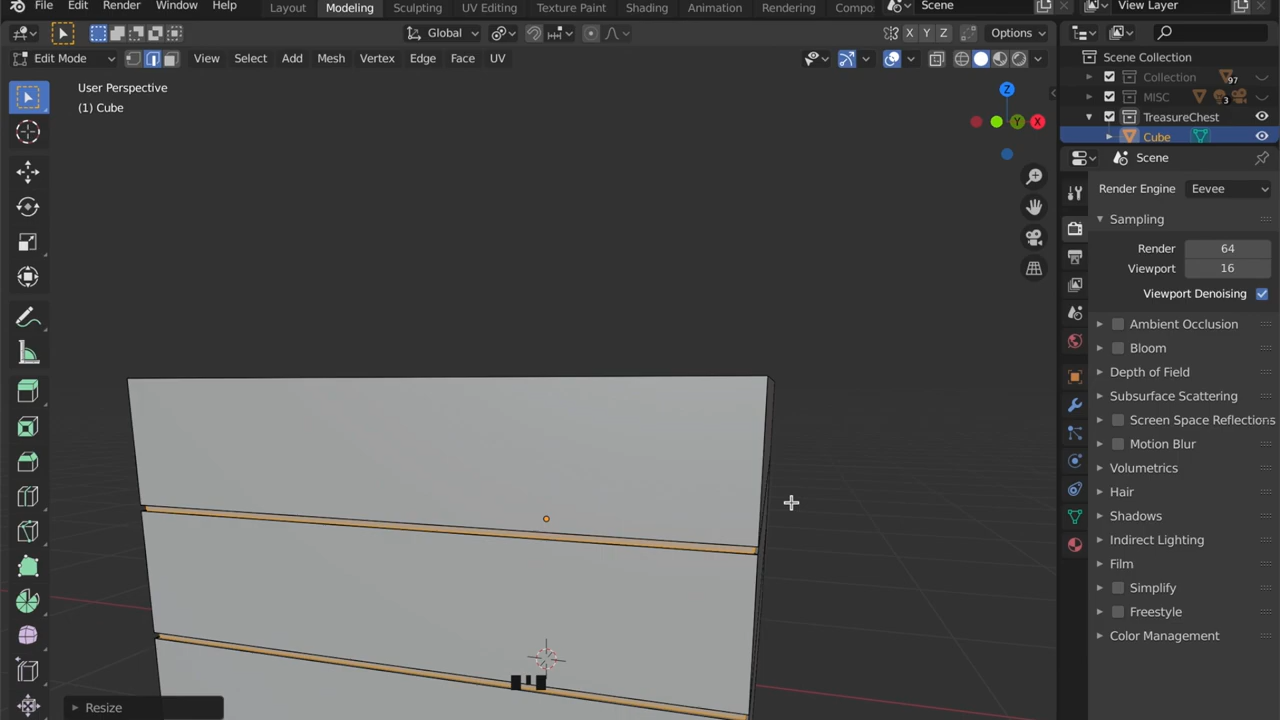 File Edit Render Window Help Layout Modeling Sculpting UV Editing Texture Paint Shading Animation Rendering Compo Scene View Layer
Global X Y Z Options
Edit Mode View Select Add Mesh Vertex Edge Face UV
User Perspective
(1) Cube
Z
Y X
Resize
Scene Collection
Collection 97
MISC 3
TreasureChest
Cube
Scene
Render Engine Eevee
Sampling
Render 64
Viewport 16
Viewport Denoising
Ambient Occlusion
Bloom
Depth of Field
Subsurface Scattering
Screen Space Reflections
Motion Blur
Volumetrics
Hair
Shadows
Indirect Lighting
Film
Simplify
Freestyle
Color Management